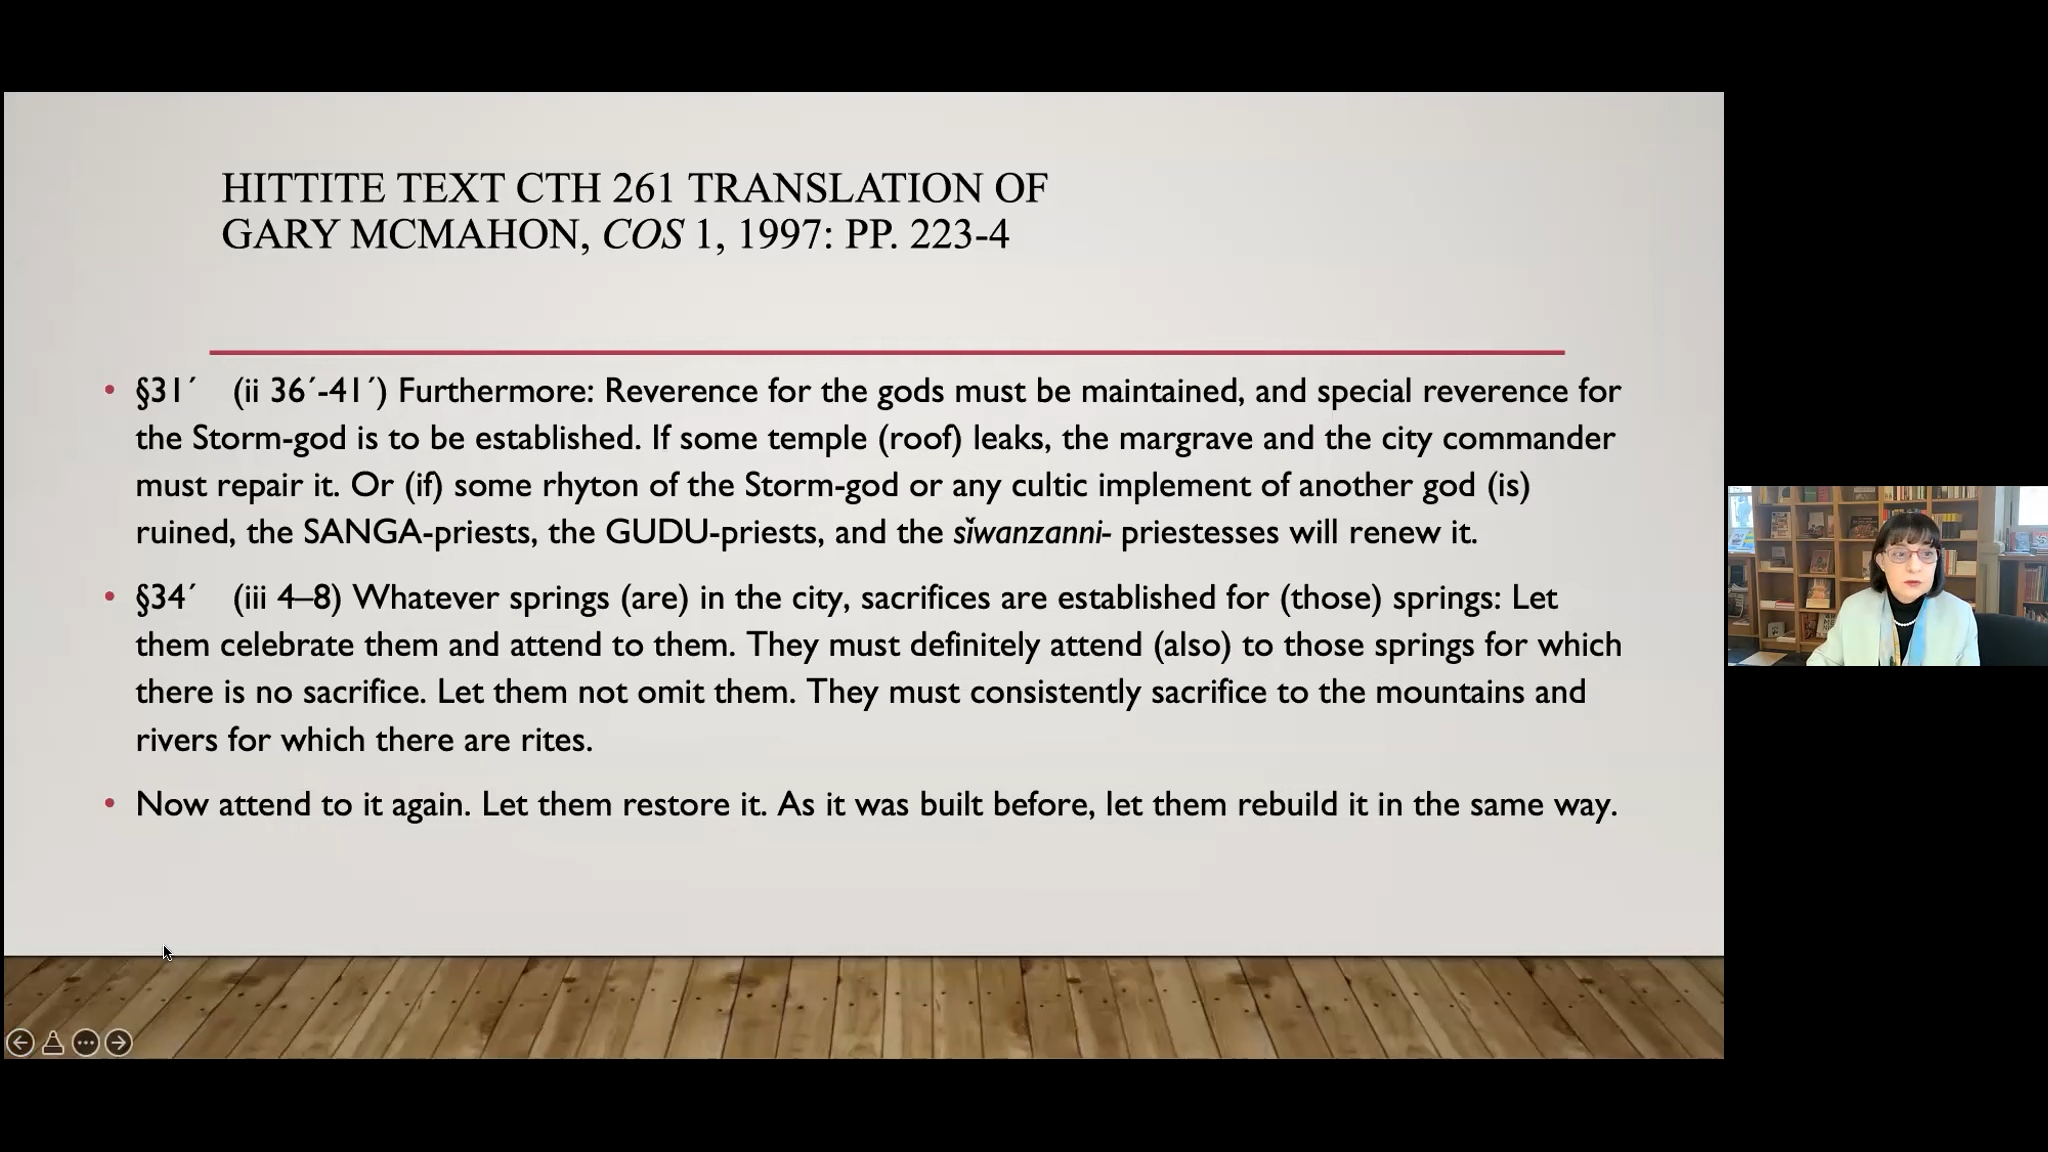 HITTITE TEXT CTH 261 TRANSLATION OF
GARY MCMAHON, COS 1, 1997: PP. 223-4
• §31´ (ii 36´-41´) Furthermore: Reverence for the gods must be maintained, and special reverence for
the Storm-god is to be established. If some temple (roof) leaks, the margrave and the city commander
must repair it. Or (if) some rhyton of the Storm-god or any cultic implement of another god (is)
ruined, the SANGA-priests, the GUDU-priests, and the sǐwanzanni- priestesses will renew it.
• §34´ (iii 4–8) Whatever springs (are) in the city, sacrifices are established for (those) springs: Let
them celebrate them and attend to them. They must definitely attend (also) to those springs for which
there is no sacrifice. Let them not omit them. They must consistently sacrifice to the mountains and
rivers for which there are rites.
• Now attend to it again. Let them restore it. As it was built before, let them rebuild it in the same way.